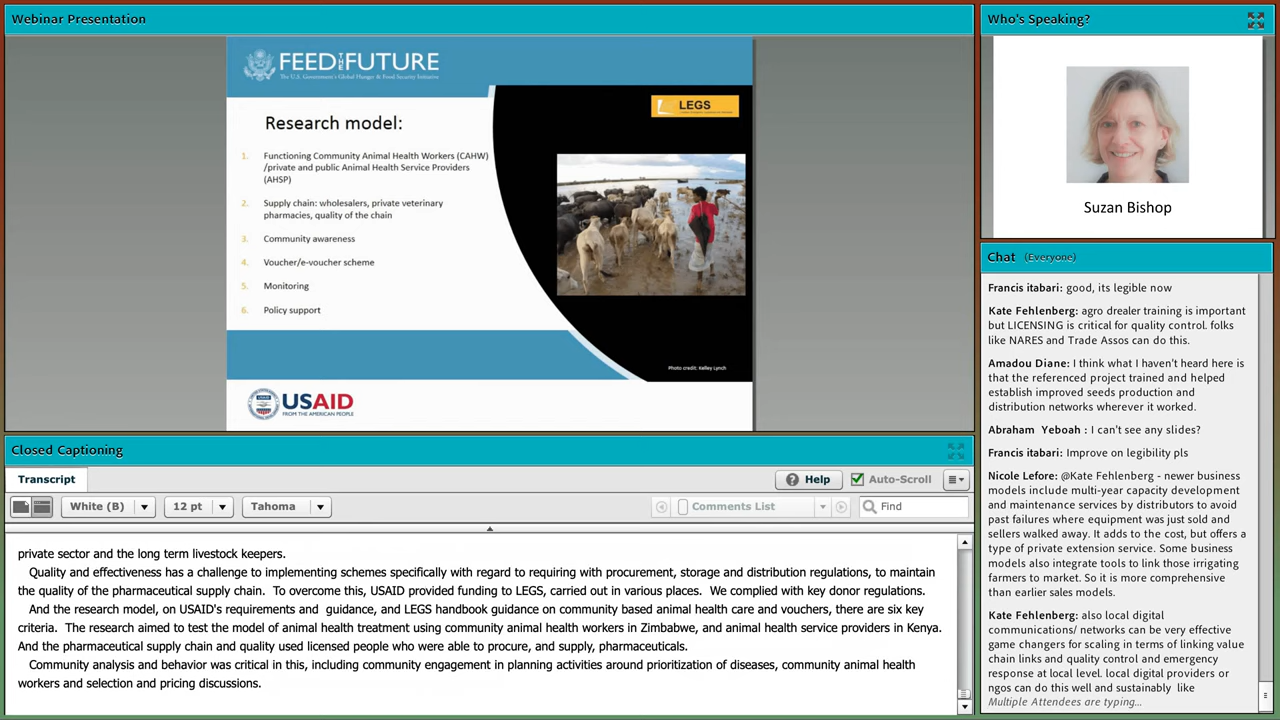 Webinar Presentation
FEED THE FUTURE
The U.S. Government's Global Hunger & Food Security Initiative
LEGS
Research model:
1. Functioning Community Animal Health Workers (CAHW)
/private and public Animal Health Service Providers
(AHSP)
2. Supply chain: wholesalers, private veterinary
pharmacies, quality of the chain
3. Community awareness
4. Voucher/e-voucher scheme
5. Monitoring
6. Policy support
Photo credit: Kelley Lynch
USAID
FROM THE AMERICAN PEOPLE
Closed Captioning
Transcript
Help
Auto-Scroll
White (B)
12 pt
Tahoma
Comments List
Find
private sector and the long term livestock keepers.
Quality and effectiveness has a challenge to implementing schemes specifically with regard to requiring with procurement, storage and distribution regulations, to maintain
the quality of the pharmaceutical supply chain. To overcome this, USAID provided funding to LEGS, carried out in various places. We complied with key donor regulations.
And the research model, on USAID's requirements and guidance, and LEGS handbook guidance on community based animal health care and vouchers, there are six key
criteria. The research aimed to test the model of animal health treatment using community animal health workers in Zimbabwe, and animal health service providers in Kenya.
And the pharmaceutical supply chain and quality used licensed people who were able to procure, and supply, pharmaceuticals.
Community analysis and behavior was critical in this, including community engagement in planning activities around prioritization of diseases, community animal health
workers and selection and pricing discussions.
Who's Speaking?
Suzan Bishop
Chat (Everyone)
Francis itabari: good, its legible now
Kate Fehlenberg: agro drealer training is important
but LICENSING is critical for quality control. folks
like NARES and Trade Assos can do this.
Amadou Diane: I think what I haven't heard here is
that the referenced project trained and helped
establish improved seeds production and
distribution networks wherever it worked.
Abraham Yeboah : I can't see any slides?
Francis itabari: Improve on legibility pls
Nicole Lefore: @Kate Fehlenberg - newer business
models include multi-year capacity development
and maintenance services by distributors to avoid
past failures where equipment was just sold and
sellers walked away. It adds to the cost, but offers a
type of private extension service. Some business
models also integrate tools to link those irrigating
farmers to market. So it is more comprehensive
than earlier sales models.
Kate Fehlenberg: also local digital
communications/ networks can be very effective
game changers for scaling in terms of linking value
chain links and quality control and emergency
response at local level. local digital providers or
ngos can do this well and sustainably like
Multiple Attendees are typing...